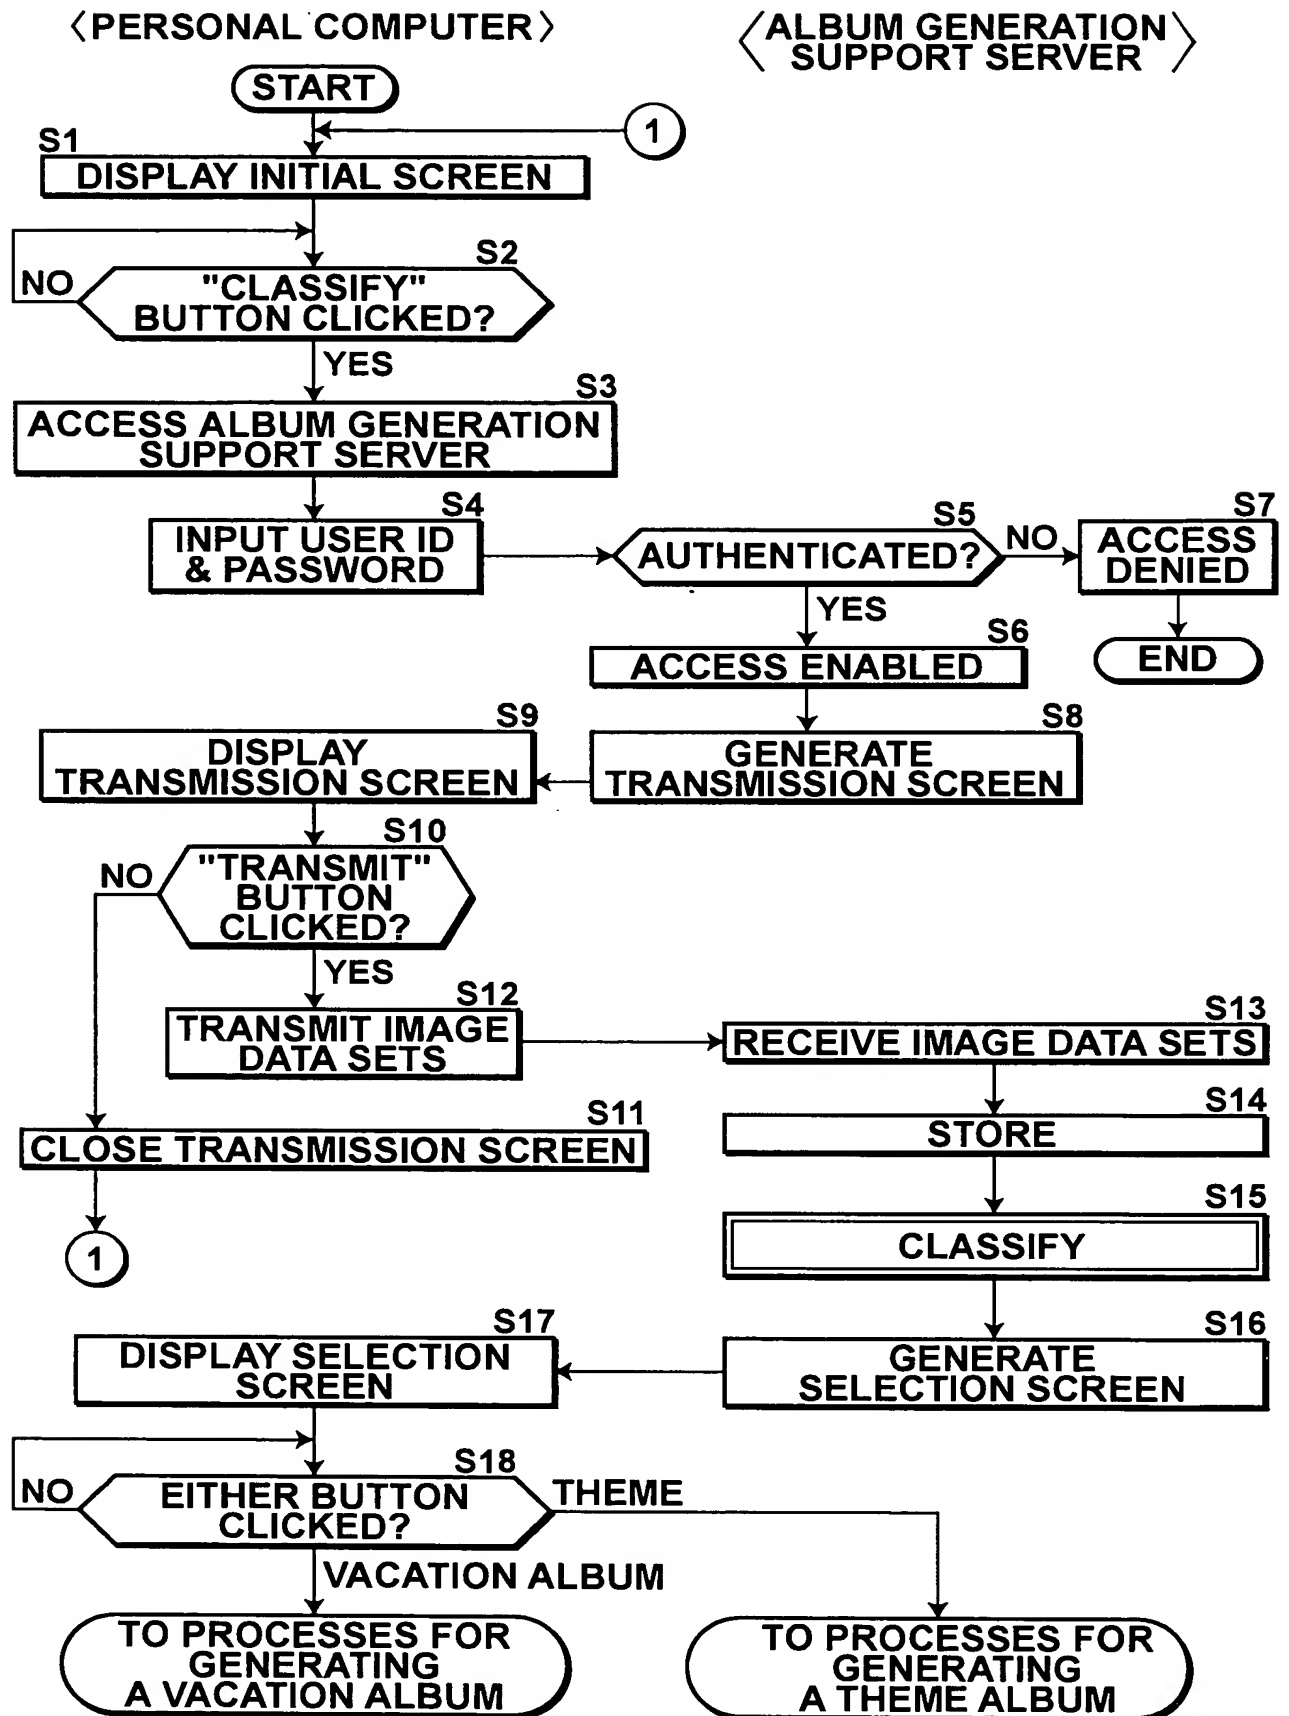 〈PERSONAL COMPUTER〉
〈ALBUM GENERATION
SUPPORT SERVER〉
START
1
S1
DISPLAY INITIAL SCREEN
S2
NO
"CLASSIFY"
BUTTON CLICKED?
YES
S3
ACCESS ALBUM GENERATION
SUPPORT SERVER
S4
INPUT USER ID
& PASSWORD
S5
AUTHENTICATED?
NO
S7
ACCESS
DENIED
YES
END
S6
ACCESS ENABLED
S8
GENERATE
TRANSMISSION SCREEN
S9
DISPLAY
TRANSMISSION SCREEN
S10
NO
"TRANSMIT"
BUTTON
CLICKED?
YES
S12
TRANSMIT IMAGE
DATA SETS
S13
RECEIVE IMAGE DATA SETS
S11
CLOSE TRANSMISSION SCREEN
1
S14
STORE
S15
CLASSIFY
S16
GENERATE
SELECTION SCREEN
S17
DISPLAY SELECTION
SCREEN
S18
NO
EITHER BUTTON
CLICKED?
THEME
VACATION ALBUM
TO PROCESSES FOR
GENERATING
A VACATION ALBUM
TO PROCESSES FOR
GENERATING
A THEME ALBUM